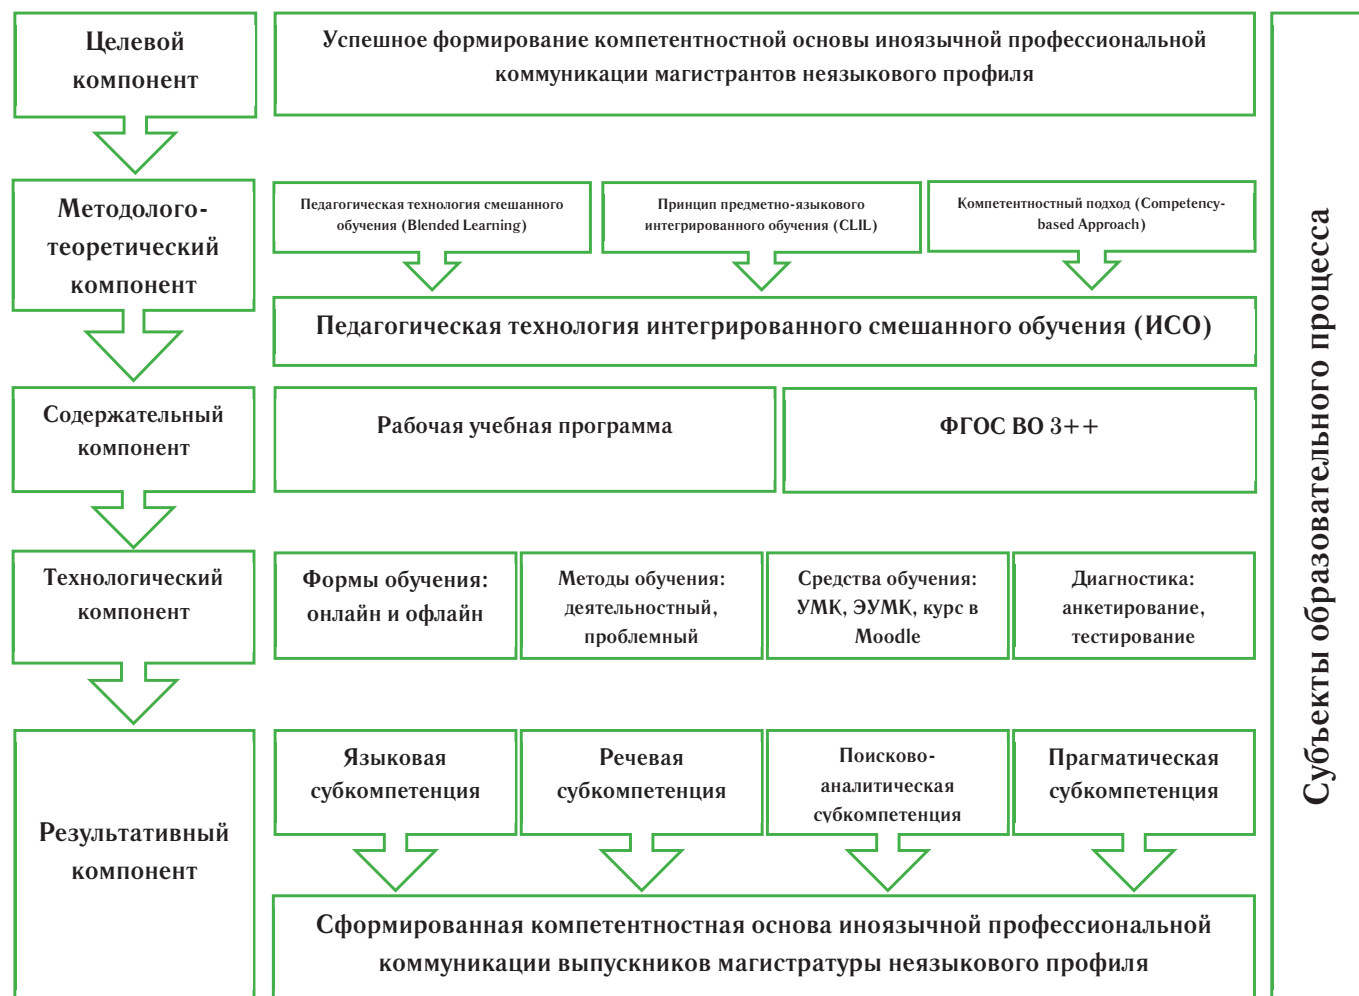 Целевой
компонент
Успешное формирование компетентностной основы иноязычной профессиональной
коммуникации магистрантов неязыкового профиля
Методолого-
теоретический
компонент
Педагогическая технология смешанного
обучения (Blended Learning)
Принцип предметно-языкового
интегрированного обучения (CLIL)
Компетентностный подход (Competency-
based Approach)
Педагогическая технология интегрированного смешанного обучения (ИСО)
Содержательный
компонент
Рабочая учебная программа
ФГОС ВО 3++
Технологический
компонент
Формы обучения:
онлайн и офлайн
Методы обучения:
деятельностный,
проблемный
Средства обучения:
УМК, ЭУМК, курс в
Moodle
Диагностика:
анкетирование,
тестирование
Результативный
компонент
Языковая
субкомпетенция
Речевая
субкомпетенция
Поисково-
аналитическая
субкомпетенция
Прагматическая
субкомпетенция
Сформированная компетентностная основа иноязычной профессиональной
коммуникации выпускников магистратуры неязыкового профиля
Субъекты образовательного процесса